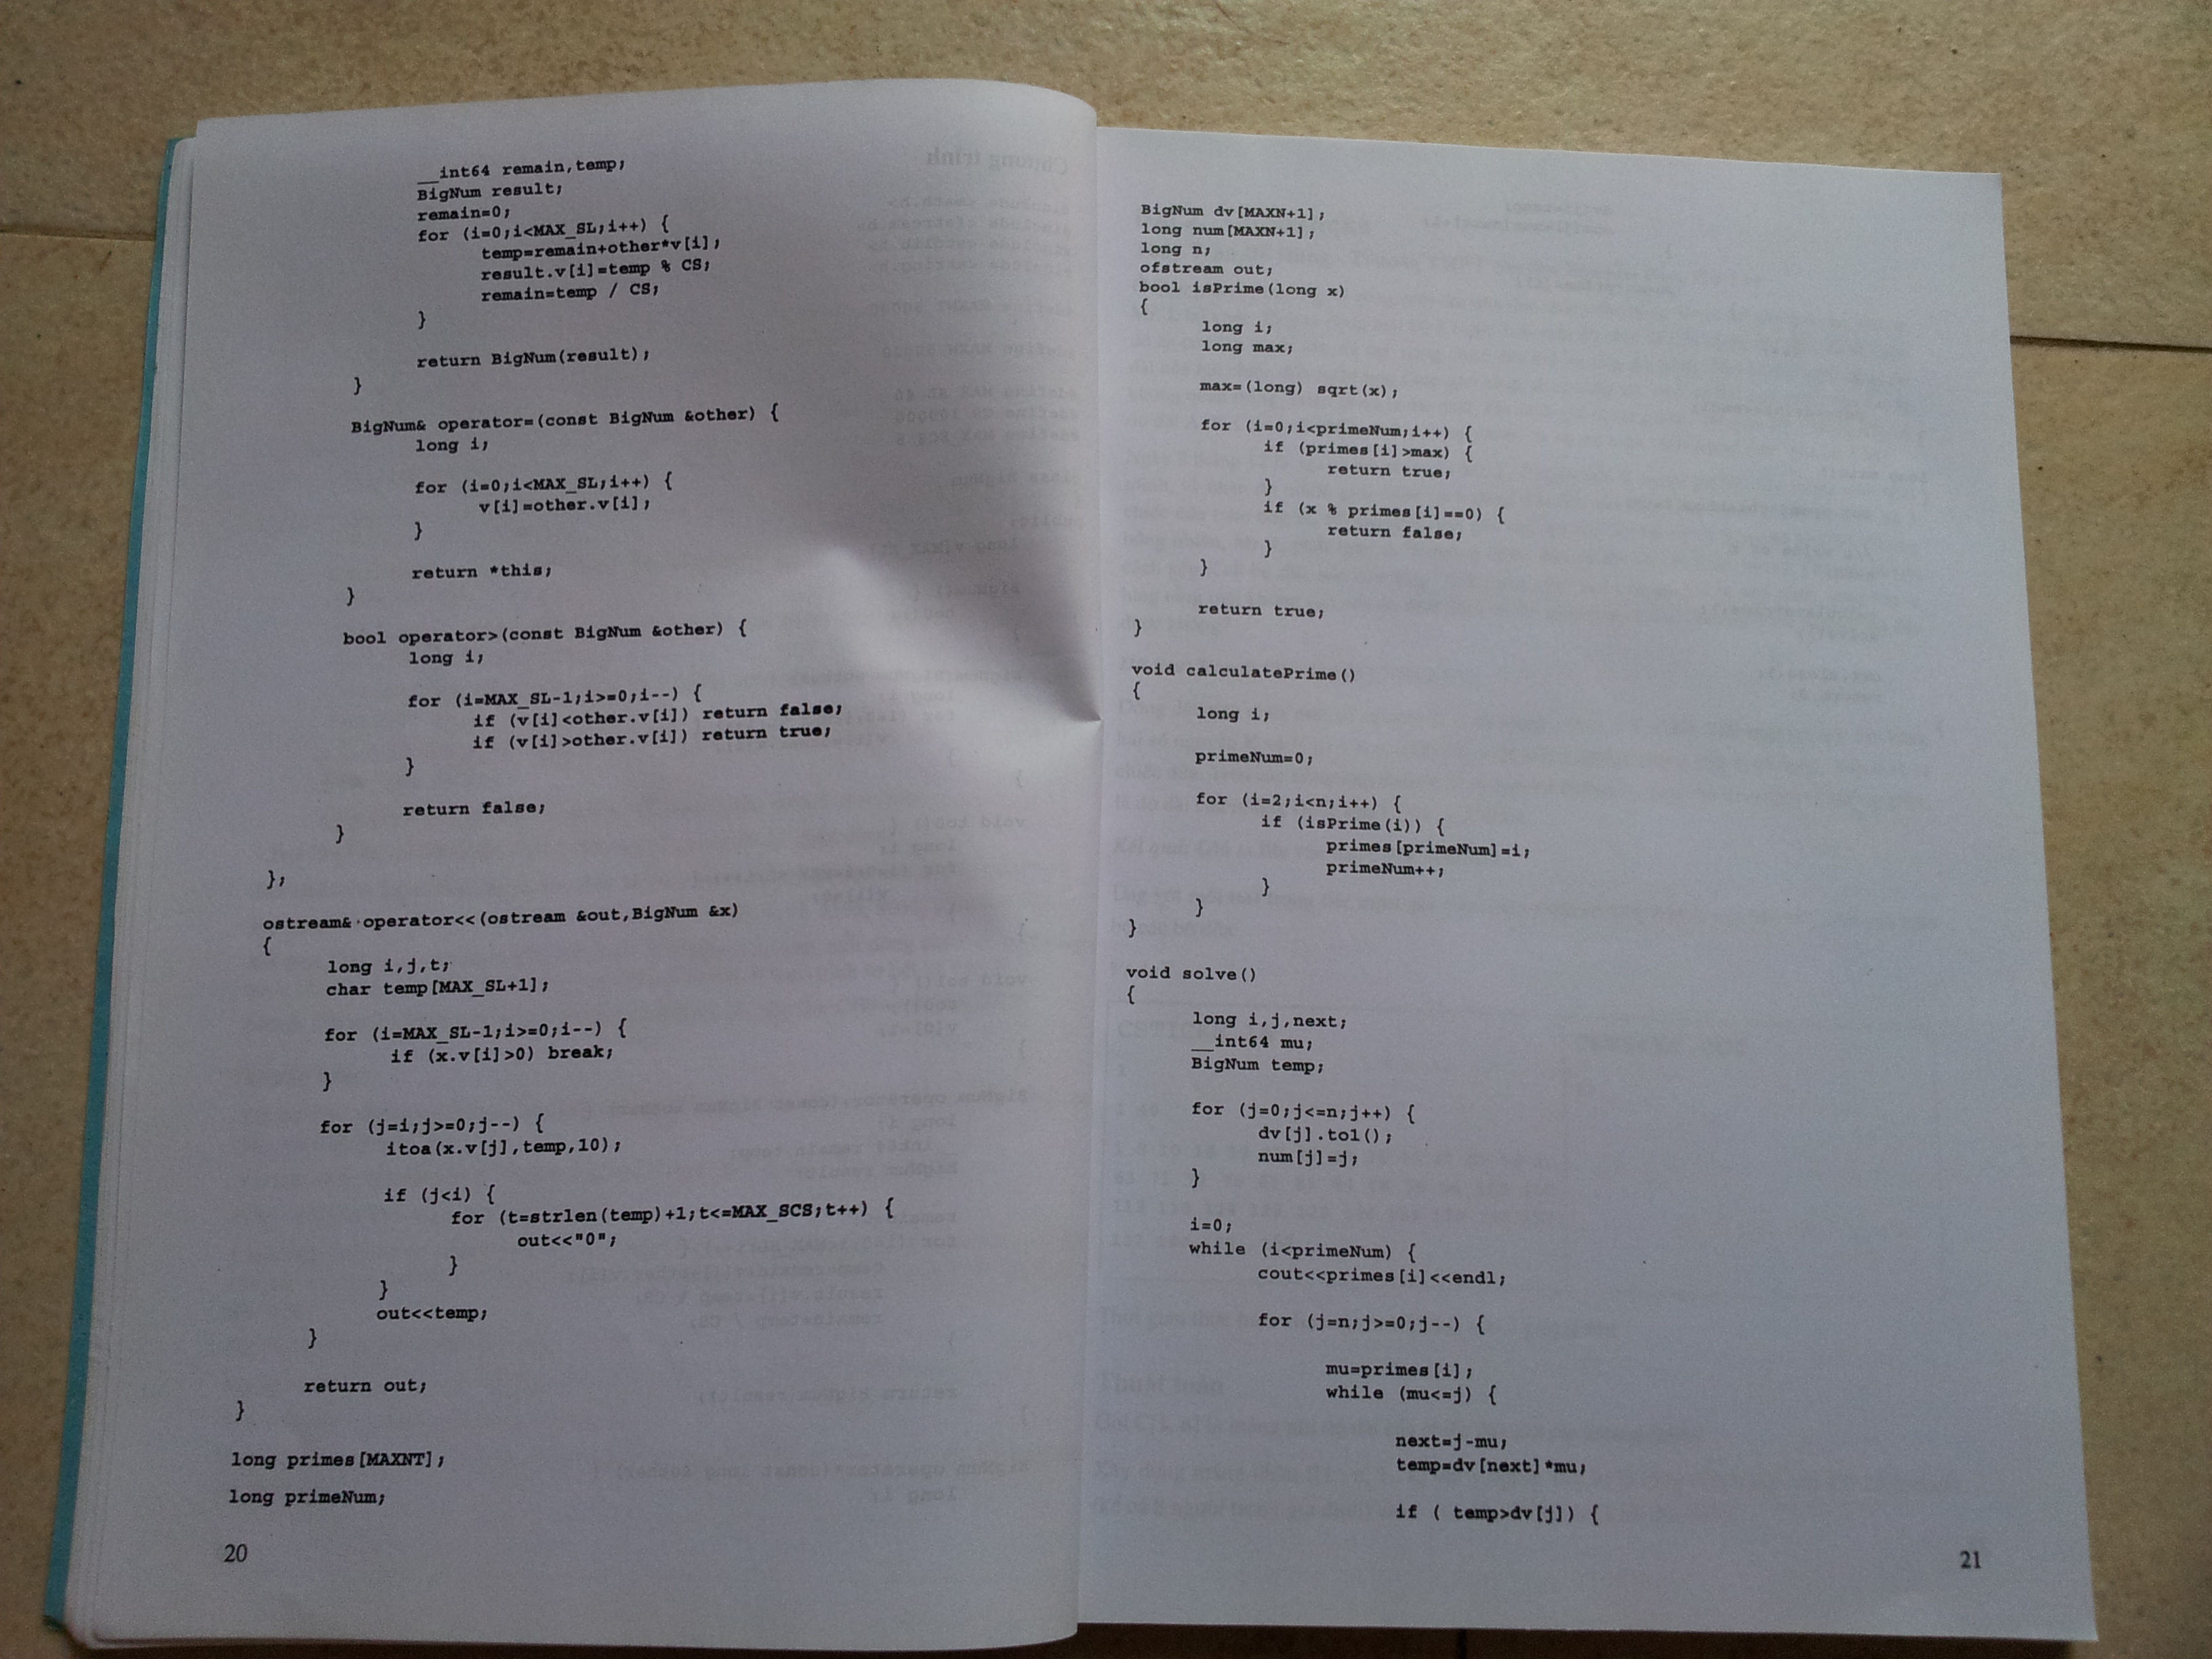 __int64 remain,temp;
BigNum result;
remain=0;
for (i=0;i<MAX_SL;i++) {
temp=remain+other*v[i];
result.v[i]=temp % CS;
remain=temp / CS;
}
return BigNum(result);
}
BigNum& operator=(const BigNum &other) {
long i;
for (i=0;i<MAX_SL;i++) {
v[i]=other.v[i];
}
return *this;
}
bool operator>(const BigNum &other) {
long i;
for (i=MAX_SL-1;i>=0;i--) {
if (v[i]<other.v[i]) return false;
if (v[i]>other.v[i]) return true;
}
return false;
}
};
ostream& operator<<(ostream &out,BigNum &x)
{
long i,j,t;
char temp[MAX_SL+1];
for (i=MAX_SL-1;i>=0;i--) {
if (x.v[i]>0) break;
}
for (j=i;j>=0;j--) {
itoa(x.v[j],temp,10);
if (j<i) {
for (t=strlen(temp)+1;t<=MAX_SCS;t++) {
out<<"0";
}
}
out<<temp;
}
return out;
}
long primes[MAXNT];
long primeNum;
20
BigNum dv[MAXN+1];
long num[MAXN+1];
long n;
ofstream out;
bool isPrime(long x)
{
long i;
long max;
max=(long) sqrt(x);
for (i=0;i<primeNum;i++) {
if (primes[i]>max) {
return true;
}
if (x % primes[i]==0) {
return false;
}
}
return true;
}
void calculatePrime()
{
long i;
primeNum=0;
for (i=2;i<n;i++) {
if (isPrime(i)) {
primes[primeNum]=i;
primeNum++;
}
}
}
void solve()
{
long i,j,next;
__int64 mu;
BigNum temp;
for (j=0;j<=n;j++) {
dv[j].to1();
num[j]=j;
}
i=0;
while (i<primeNum) {
cout<<primes[i]<<endl;
for (j=n;j>=0;j--) {
mu=primes[i];
while (mu<=j) {
next=j-mu;
temp=dv[next]*mu;
if ( temp>dv[j]) {
21